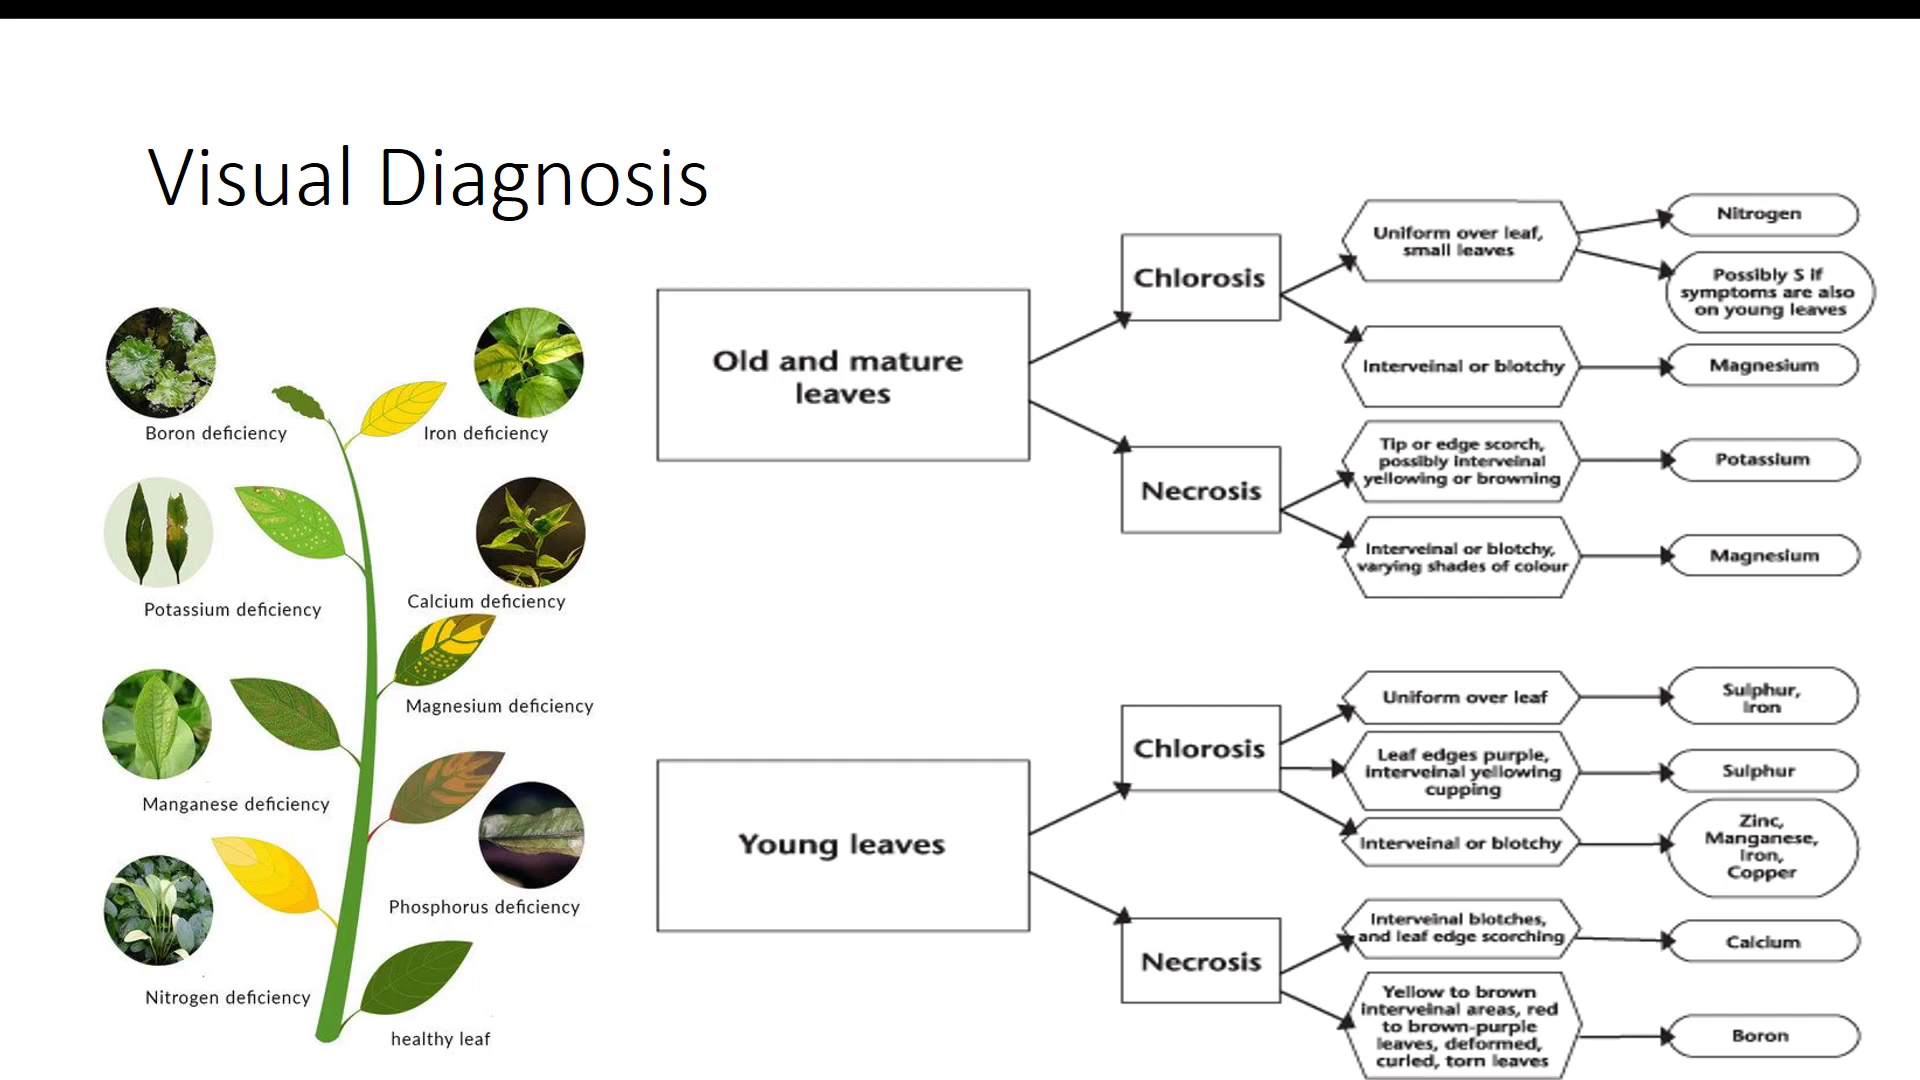 Visual Diagnosis
Boron deficiency
Iron deficiency
Potassium deficiency
Calcium deficiency
Magnesium deficiency
Manganese deficiency
Phosphorus deficiency
Nitrogen deficiency
healthy leaf
Old and mature
leaves
Chlorosis
Uniform over leaf,
small leaves
Nitrogen
Possibly S if
symptoms are also
on young leaves
Interveinal or blotchy
Magnesium
Necrosis
Tip or edge scorch,
possibly interveinal
yellowing or browning
Potassium
Interveinal or blotchy,
varying shades of colour
Magnesium
Young leaves
Chlorosis
Uniform over leaf
Sulphur,
Iron
Leaf edges purple,
interveinal yellowing
cupping
Sulphur
Interveinal or blotchy
Zinc,
Manganese,
Iron,
Copper
Necrosis
Interveinal blotches,
and leaf edge scorching
Calcium
Yellow to brown
interveinal areas, red
to brown-purple
leaves, deformed,
curled, torn leaves
Boron